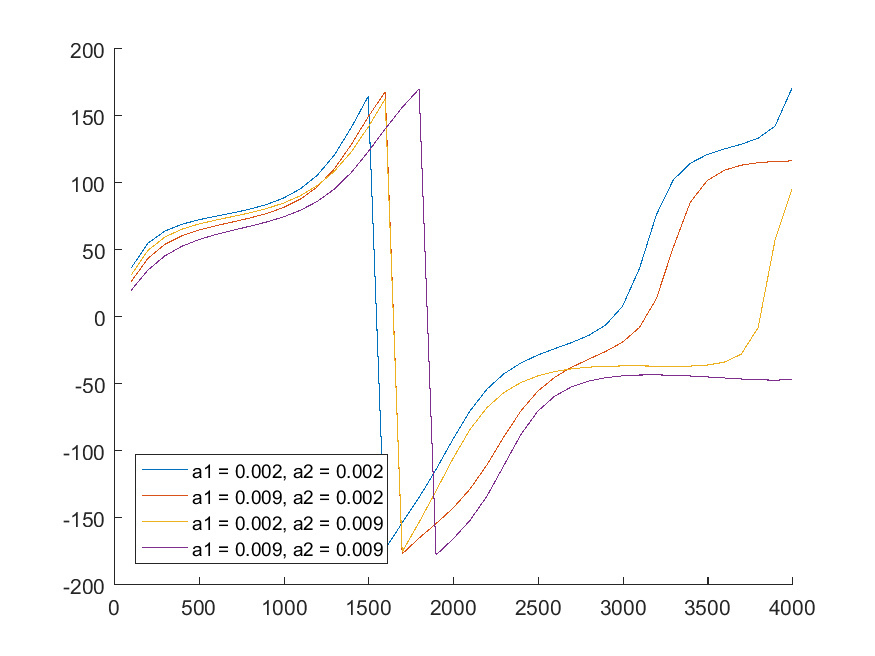 200
150
100
50
0
-50
-100
-150
-200
a1 = 0.002, a2 = 0.002
a1 = 0.009, a2 = 0.002
a1 = 0.002, a2 = 0.009
a1 = 0.009, a2 = 0.009
0 500 1000 1500 2000 2500 3000 3500 4000